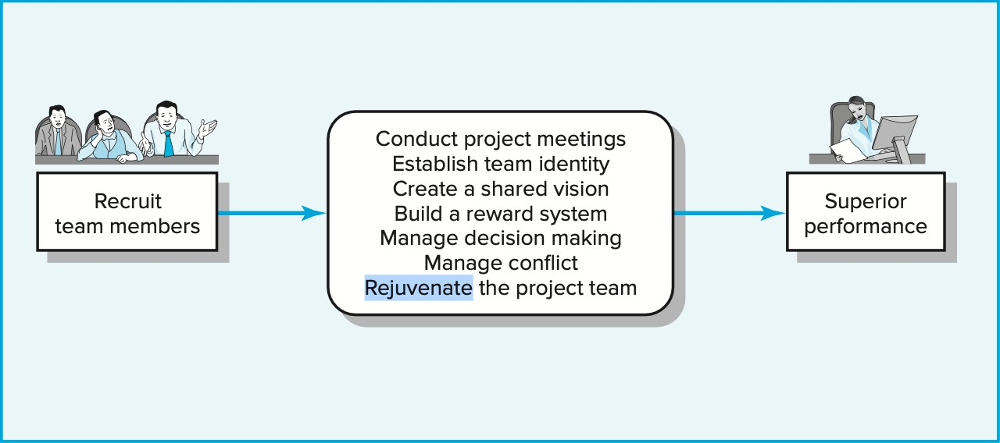 Recruit
team members
Conduct project meetings
Establish team identity
Create a shared vision
Build a reward system
Manage decision making
Manage conflict
Rejuvenate the project team
Superior
performance